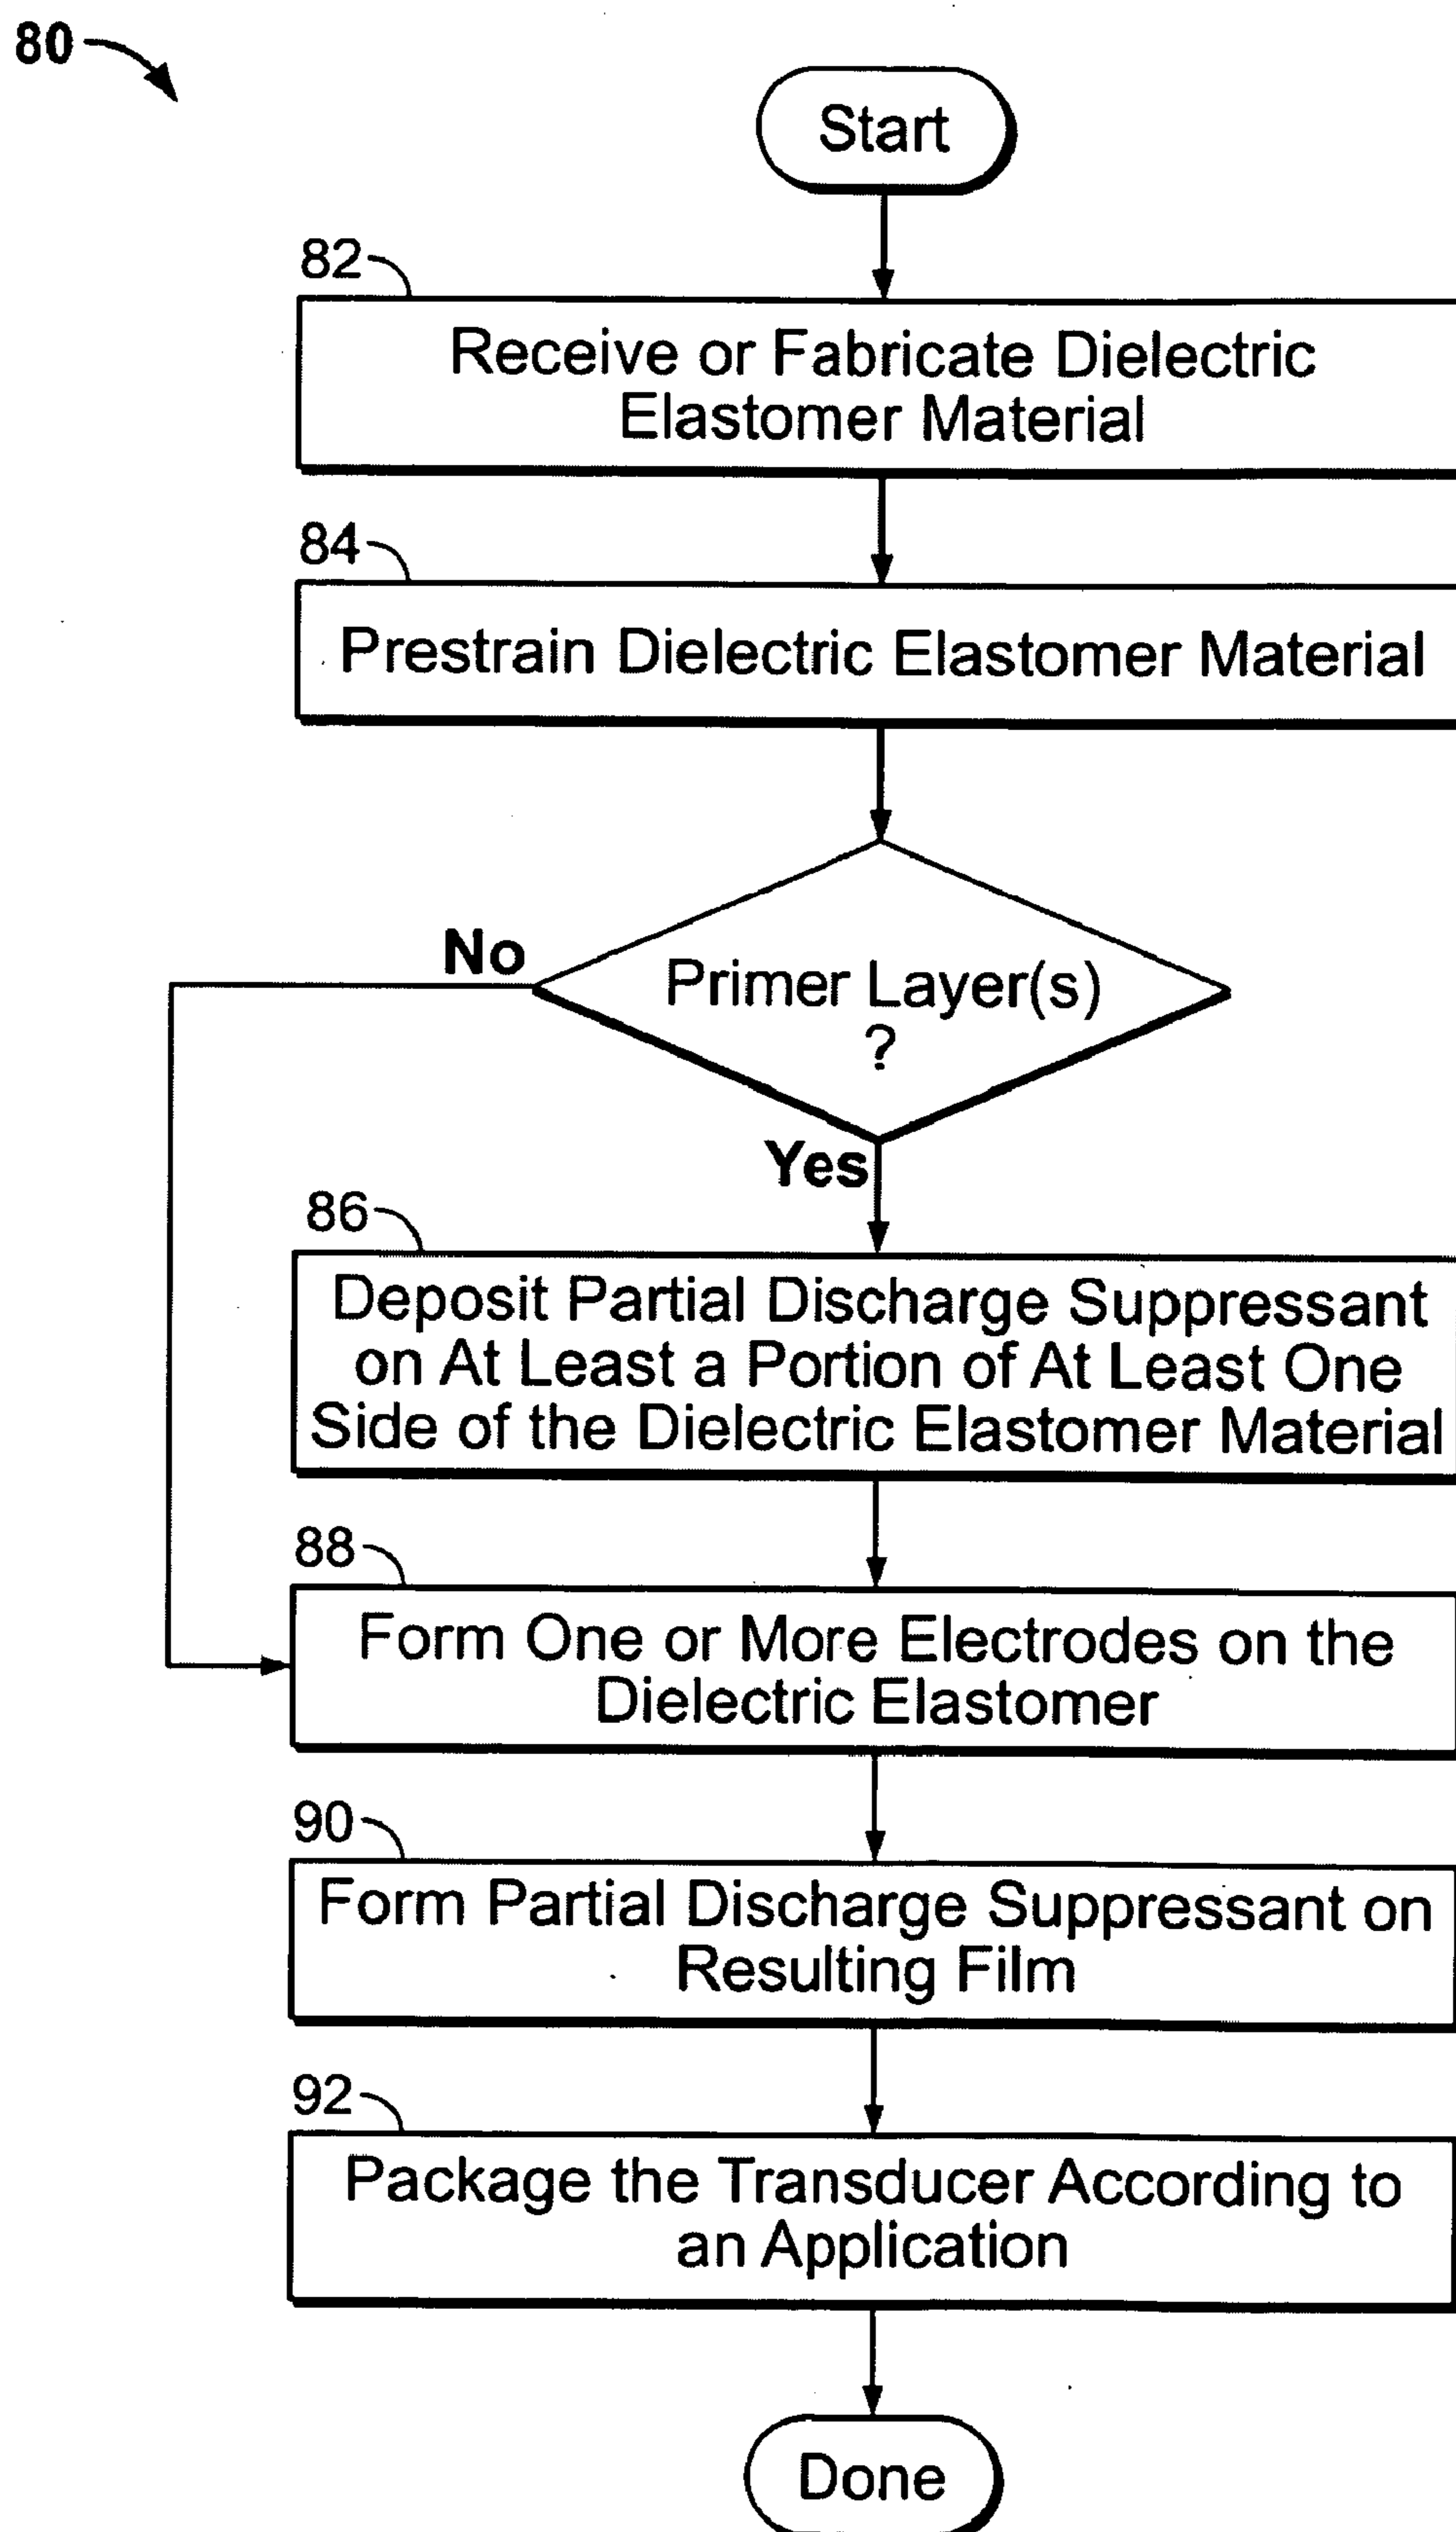 80
Start
82
Receive or Fabricate Dielectric
Elastomer Material
84
Prestrain Dielectric Elastomer Material
No
Primer Layer(s)
?
Yes
86
Deposit Partial Discharge Suppressant
on At Least a Portion of At Least One
Side of the Dielectric Elastomer Material
88
Form One or More Electrodes on the
Dielectric Elastomer
90
Form Partial Discharge Suppressant on
Resulting Film
92
Package the Transducer According to
an Application
Done